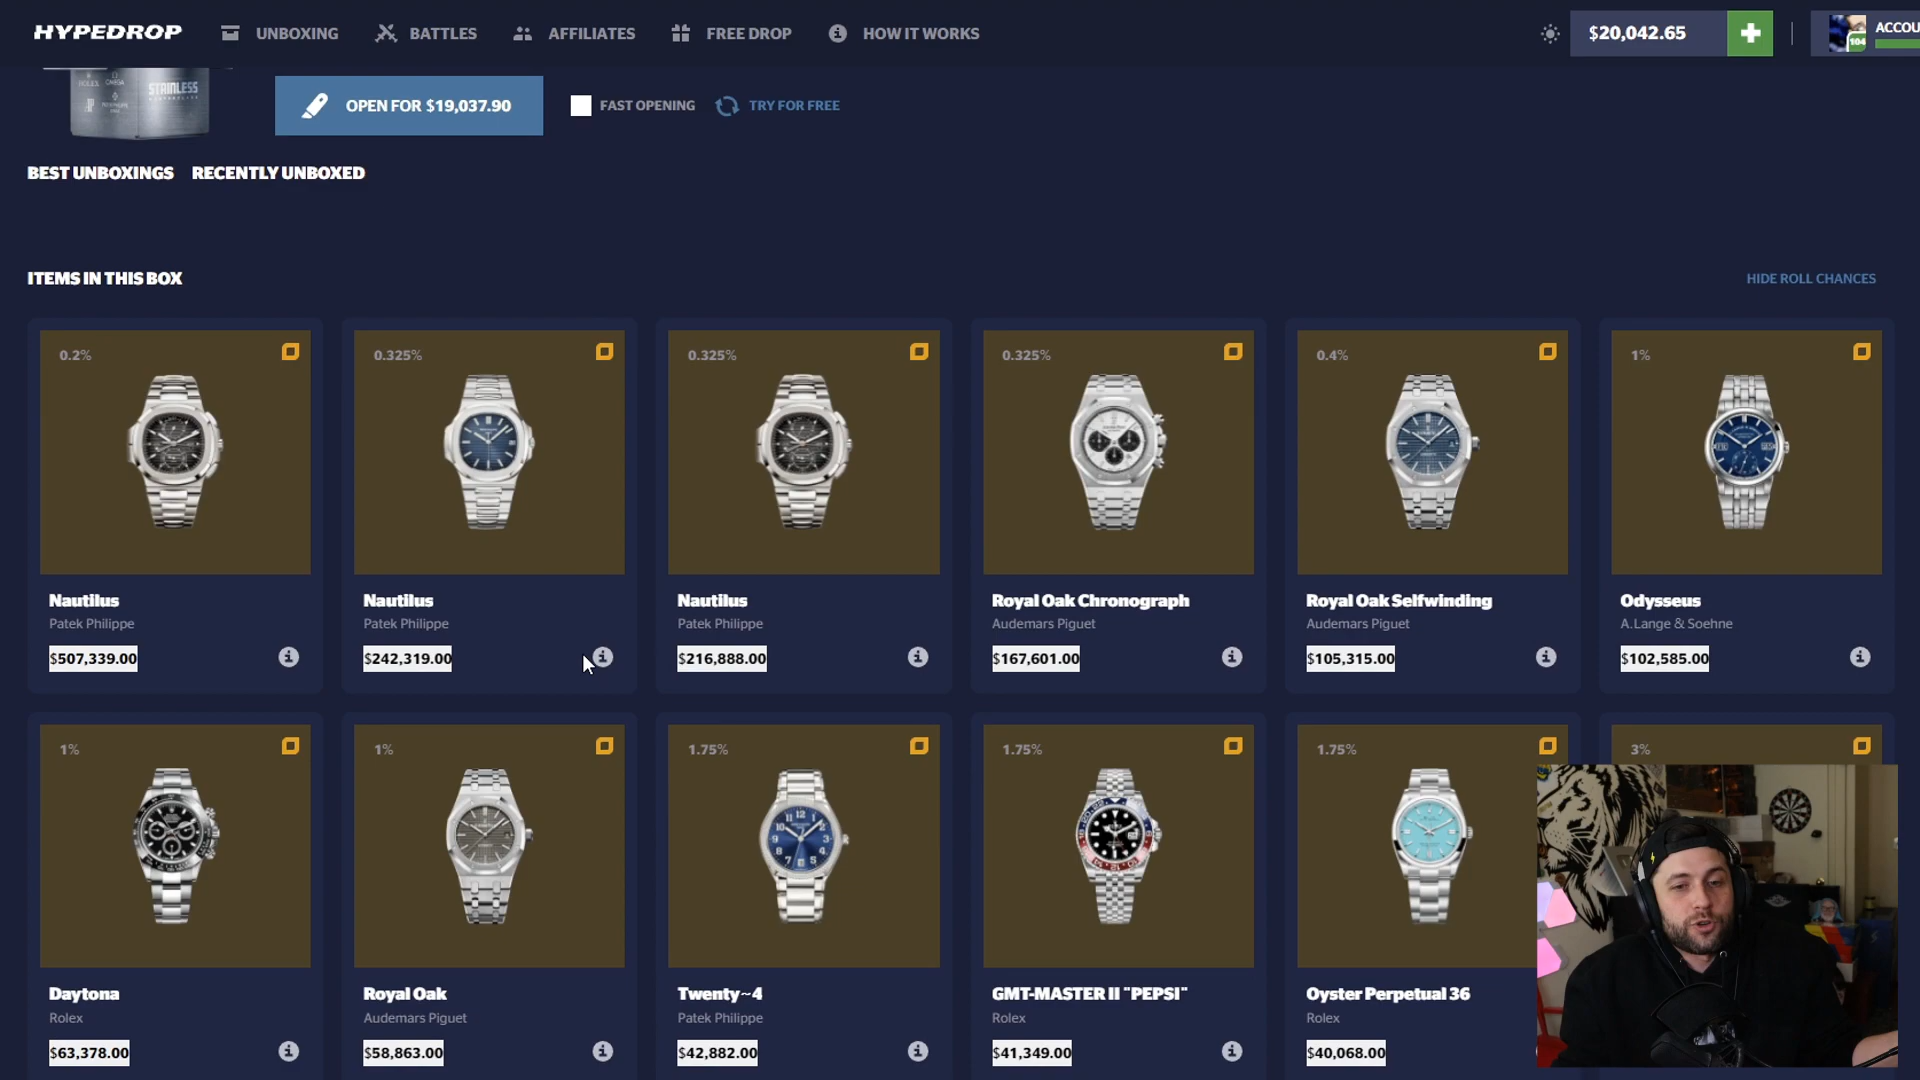 HYPEDROP UNBOXING BATTLES AFFILIATES FREE DROP HOW IT WORKS $20,042.65 ACCOU
104
ROLEX OMEGA
STAINLESS
OPEN FOR $19,037.90 FAST OPENING TRY FOR FREE
BEST UNBOXINGS RECENTLY UNBOXED
ITEMS IN THIS BOX HIDE ROLL CHANCES
0.2% 0.325% 0.325% 0.325% 0.4% 1%
Nautilus Nautilus Nautilus Royal Oak Chronograph Royal Oak Selfwinding Odysseus
Patek Philippe Patek Philippe Patek Philippe Audemars Piguet Audemars Piguet A.Lange & Soehne
$507,339.00 $242,319.00 $216,888.00 $167,601.00 $105,315.00 $102,585.00
1% 1% 1.75% 1.75% 1.75% 3%
Daytona Royal Oak Twenty~4 GMT-MASTER II "PEPSI" Oyster Perpetual 36
Rolex Audemars Piguet Patek Philippe Rolex Rolex
$63,378.00 $58,863.00 $42,882.00 $41,349.00 $40,068.00